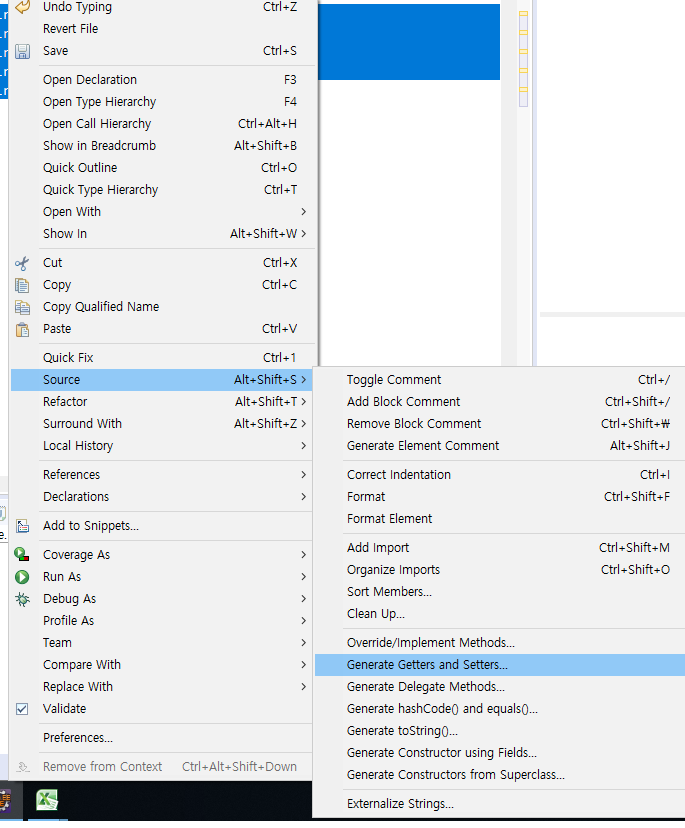 Undo Typing Ctrl+Z
Revert File
Save Ctrl+S
Open Declaration F3
Open Type Hierarchy F4
Open Call Hierarchy Ctrl+Alt+H
Show in Breadcrumb Alt+Shift+B
Quick Outline Ctrl+O
Quick Type Hierarchy Ctrl+T
Open With >
Show In Alt+Shift+W >
Cut Ctrl+X
Copy Ctrl+C
Copy Qualified Name
Paste Ctrl+V
Quick Fix Ctrl+1
Source Alt+Shift+S >
Refactor Alt+Shift+T >
Surround With Alt+Shift+Z >
Local History >
References >
Declarations >
Add to Snippets...
Coverage As >
Run As >
Debug As >
Profile As >
Team >
Compare With >
Replace With >
Validate
Preferences...
Remove from Context Ctrl+Alt+Shift+Down
Toggle Comment Ctrl+/
Add Block Comment Ctrl+Shift+/
Remove Block Comment Ctrl+Shift+₩
Generate Element Comment Alt+Shift+J
Correct Indentation Ctrl+I
Format Ctrl+Shift+F
Format Element
Add Import Ctrl+Shift+M
Organize Imports Ctrl+Shift+O
Sort Members...
Clean Up...
Override/Implement Methods...
Generate Getters and Setters...
Generate Delegate Methods...
Generate hashCode() and equals()...
Generate toString()...
Generate Constructor using Fields...
Generate Constructors from Superclass...
Externalize Strings...